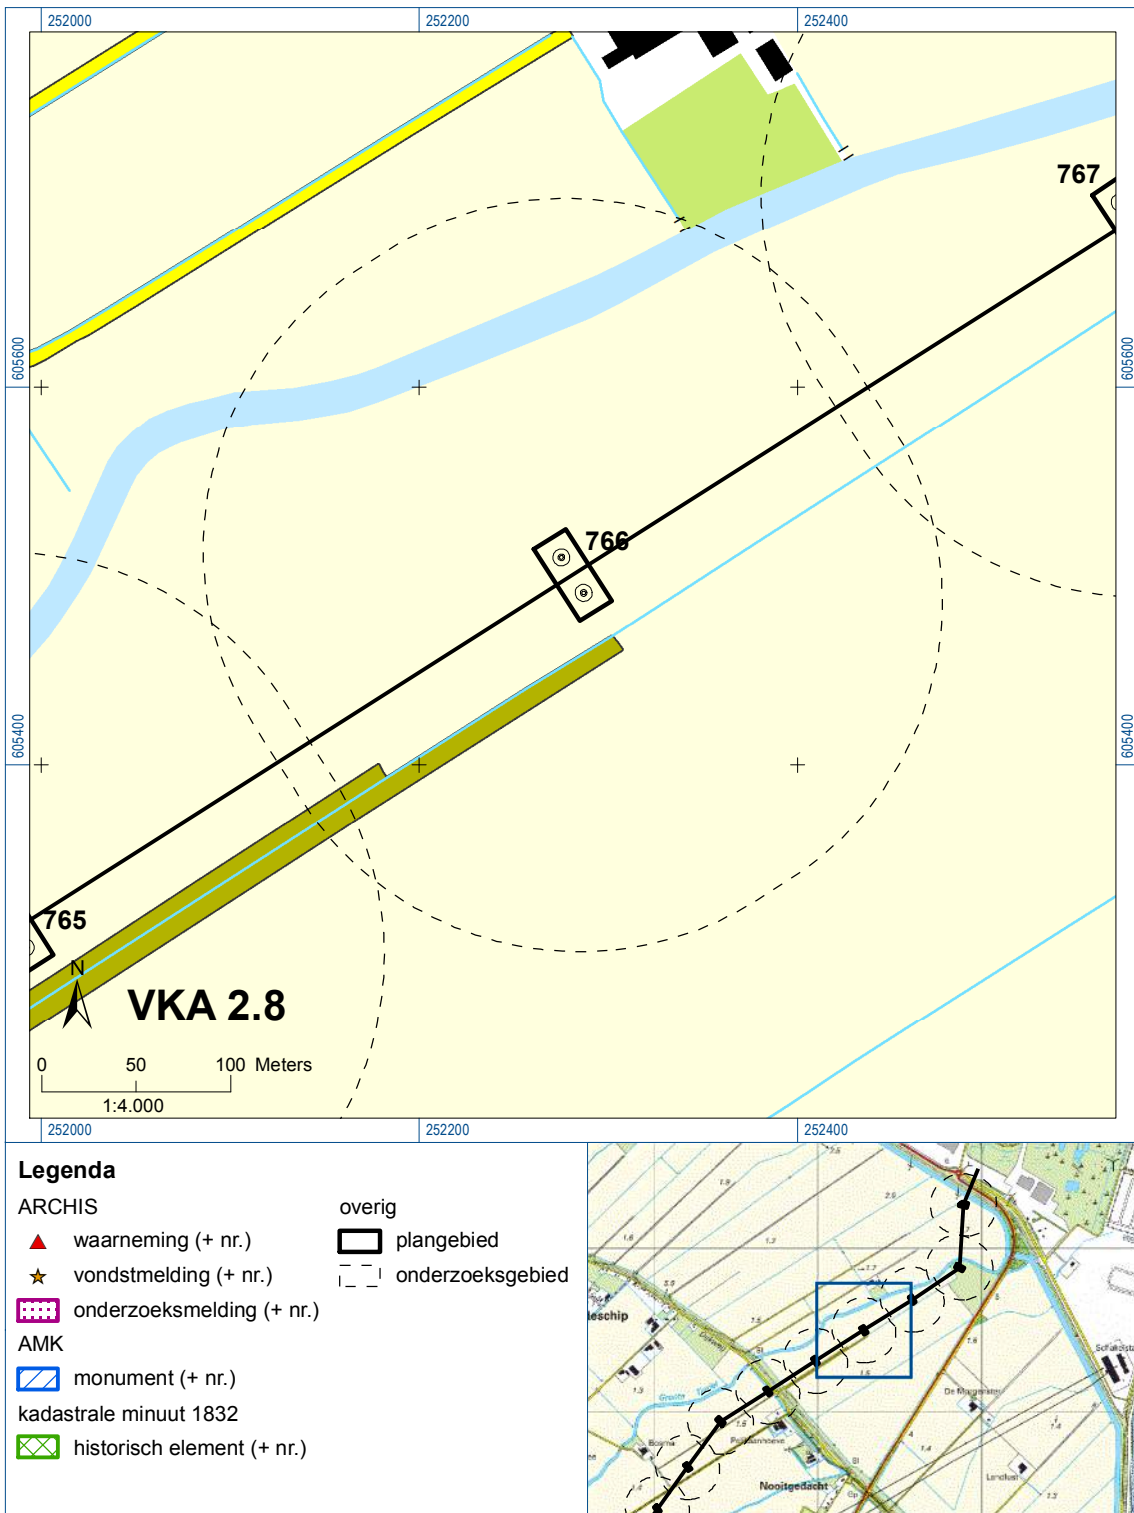 252000 252200 252400
767
605600 605600
766
605400 605400
765
N
VKA 2.8
0 50 100 Meters
1:4.000
252000 252200 252400
Legenda
ARCHIS
waarneming (+ nr.)
vondstmelding (+ nr.)
onderzoeksmelding (+ nr.)
AMK
monument (+ nr.)
kadastrale minuut 1832
historisch element (+ nr.)
overig
plangebied
onderzoeksgebied
eschip
De Morgenster
Nooitgedacht